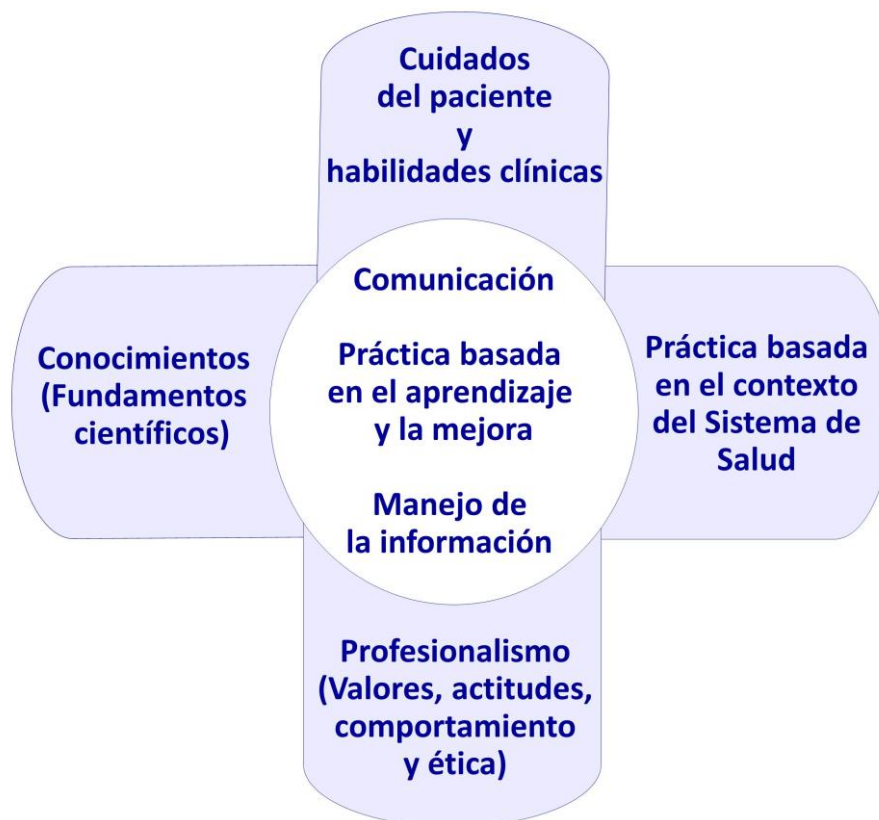 Cuidados
del paciente
y
habilidades clínicas
Comunicación
Práctica basada
en el aprendizaje
y la mejora
Manejo de
la información
Conocimientos
(Fundamentos
científicos)
Práctica basada
en el contexto
del Sistema de
Salud
Profesionalismo
(Valores, actitudes,
comportamiento
y ética)